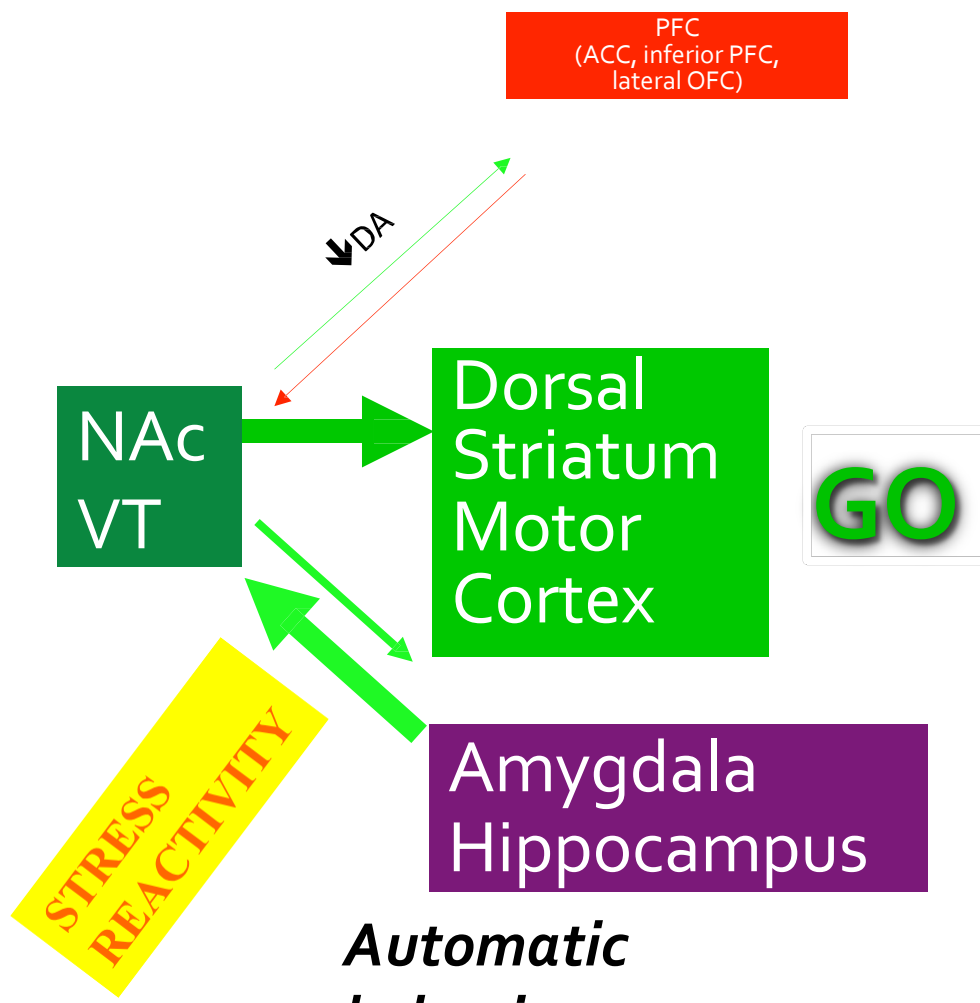 PFC
(ACC, inferior PFC,
lateral OFC)
DA
NAc
VT
Dorsal
Striatum
Motor
Cortex
GO
STRESS
REACTIVITY
Amygdala
Hippocampus
Automatic